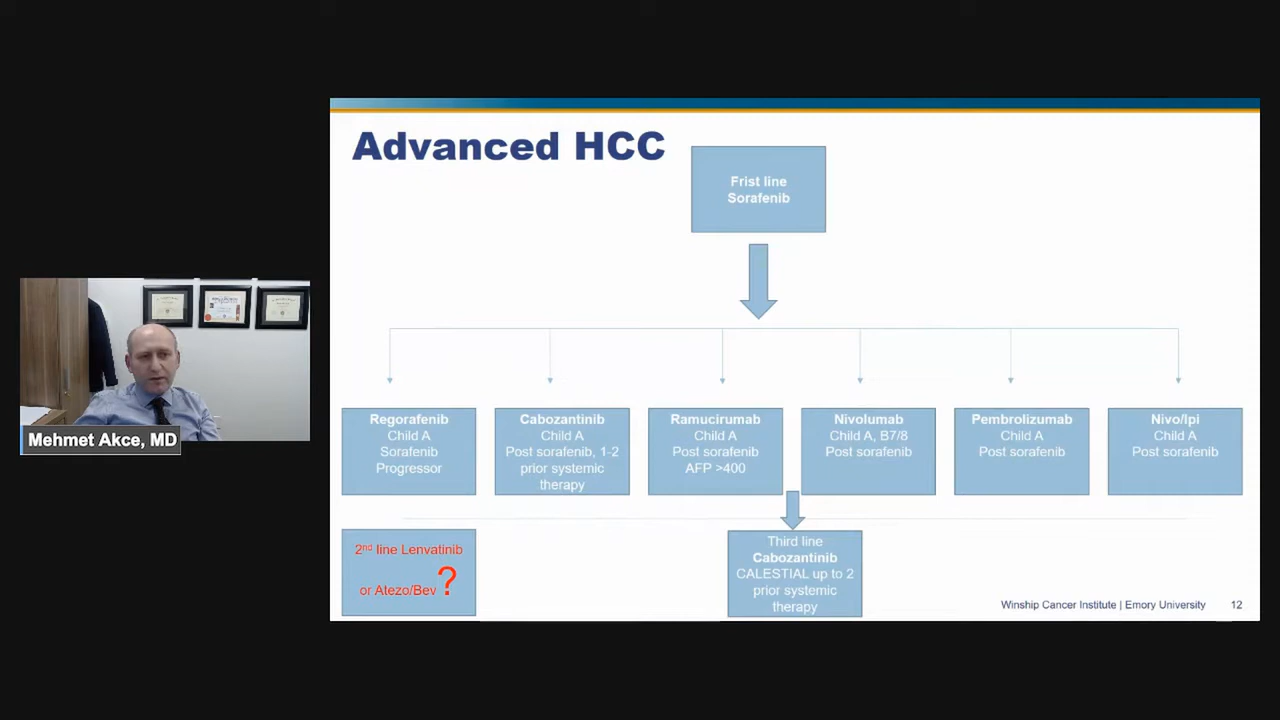 Advanced HCC
Frist line
Sorafenib
Regorafenib
Child A
Sorafenib
Progressor
Cabozantinib
Child A
Post sorafenib, 1-2
prior systemic
therapy
Ramucirumab
Child A
Post sorafenib
AFP >400
Nivolumab
Child A, B7/8
Post sorafenib
Pembrolizumab
Child A
Post sorafenib
Nivo/Ipi
Child A
Post sorafenib
2nd line Lenvatinib
or Atezo/Bev?
Third line
Cabozantinib
CALESTIAL up to 2
prior systemic
therapy
Winship Cancer Institute | Emory University 12
Mehmet Akce, MD